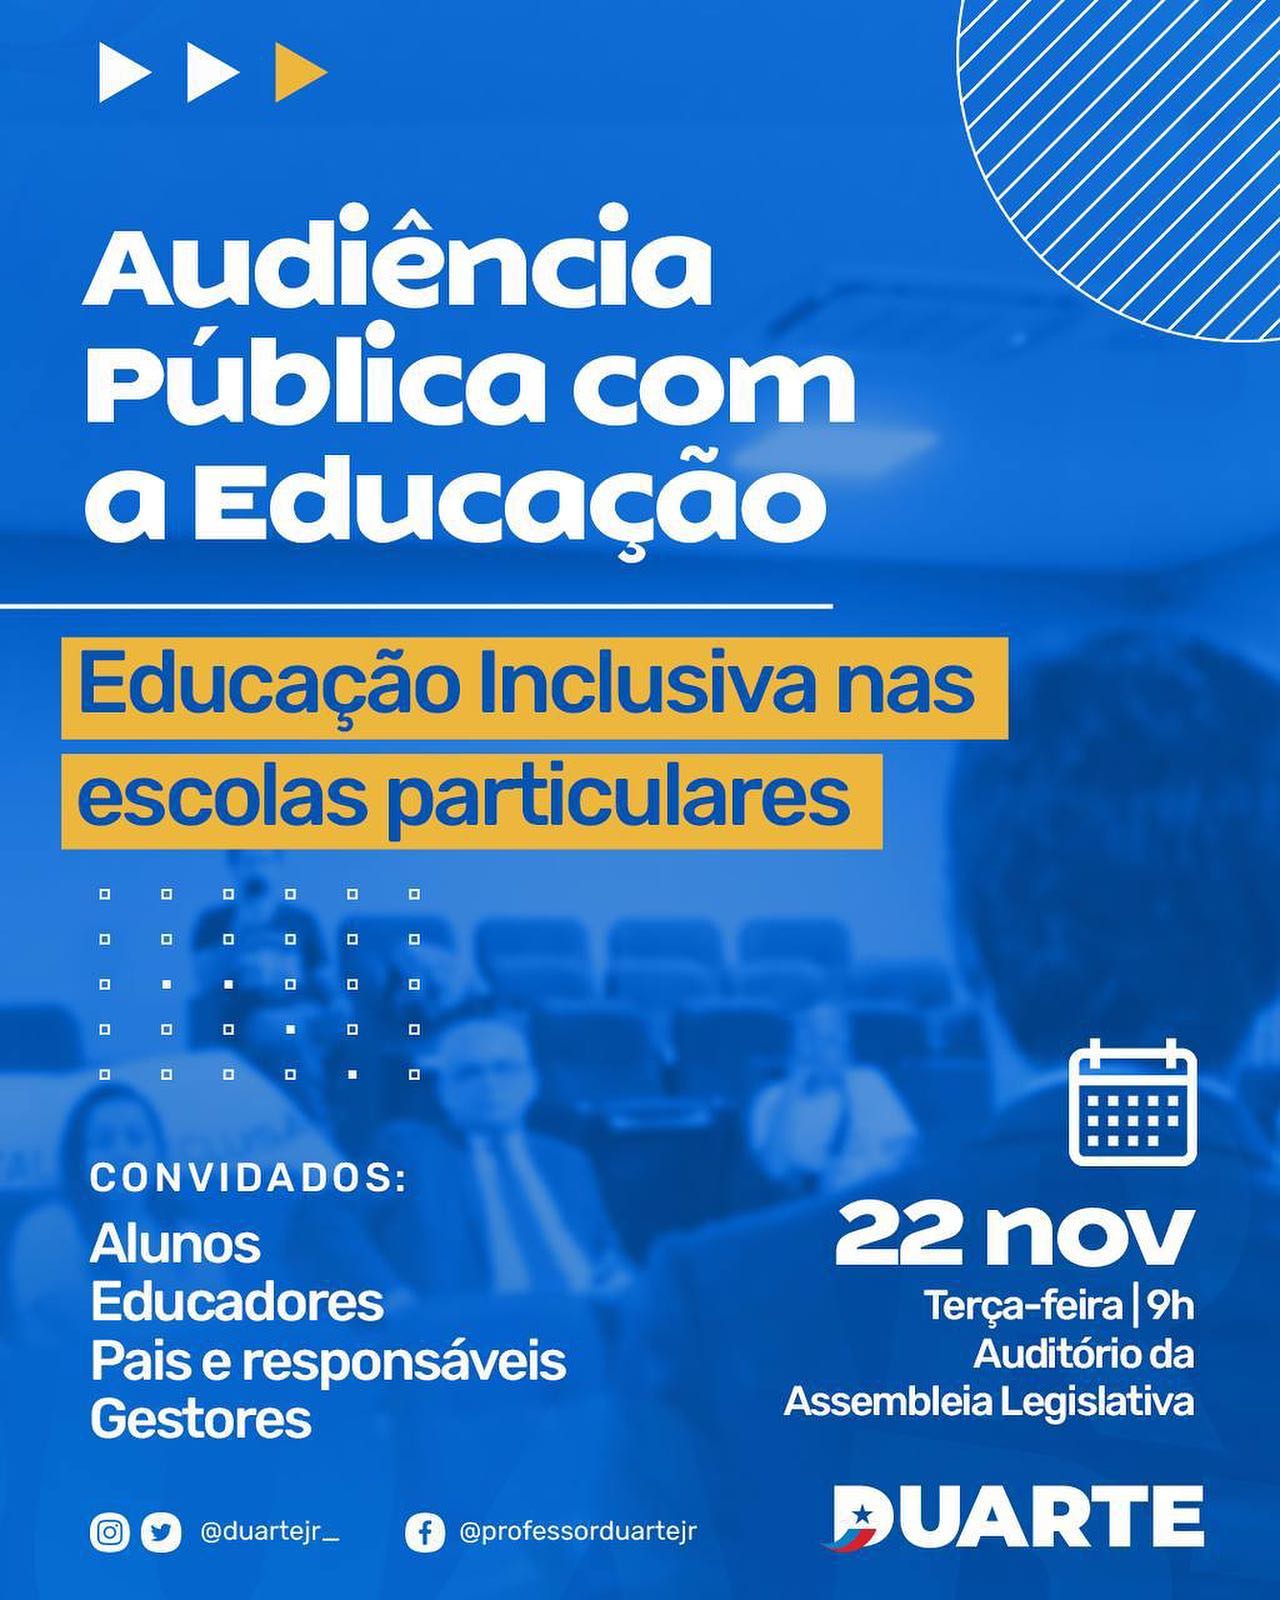 Audiência
Pública com
a Educação
Educação Inclusiva nas
escolas particulares
CONVIDADOS:
Alunos
Educadores
Pais e responsáveis
Gestores
22 nov
Terça-feira | 9h
Auditório da
Assembleia Legislativa
@duartejr_
@professorduartejr
DUARTE